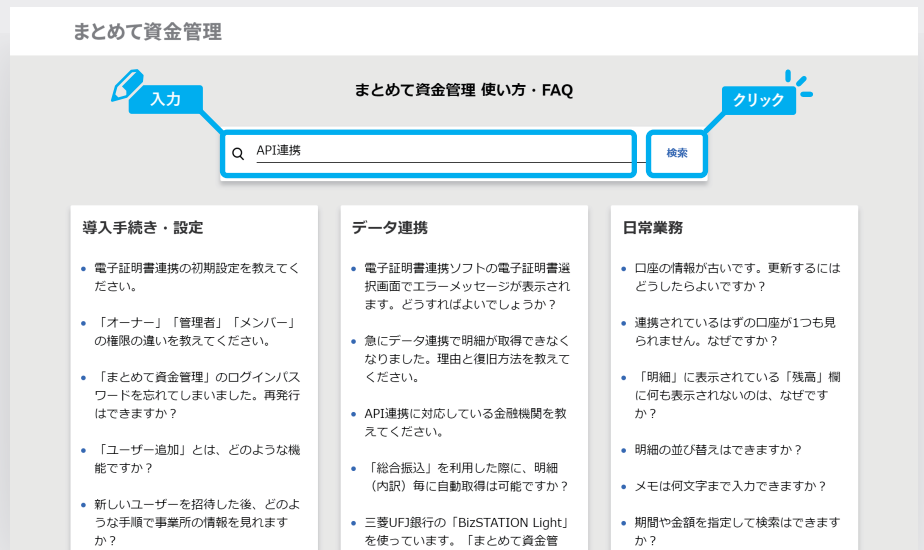 まとめて資金管理
入力
まとめて資金管理 使い方・FAQ
クリック
API連携
検索
導入手続き・設定
電子証明書連携の初期設定を教えてく
ださい。
「オーナー」「管理者」「メンバー」
の権限の違いを教えてください。
「まとめて資金管理」のログインパス
ワードを忘れてしまいました。再発行
はできますか？
「ユーザー追加」とは、どのような機
能ですか？
新しいユーザーを招待した後、どのよ
うな手順で事業所の情報を見れます
か？
データ連携
電子証明書連携ソフトの電子証明書選
択画面でエラーメッセージが表示され
ます。どうすればよいでしょうか？
急にデータ連携で明細が取得できなく
なりました。理由と復旧方法を教えて
ください。
API連携に対応している金融機関を教
えてください。
「総合振込」を利用した際に、明細
（内訳）毎に自動取得は可能ですか？
三菱UFJ銀行の「BizSTATION Light」
を使っています。「まとめて資金管
日常業務
口座の情報が古いです。更新するには
どうしたらよいですか？
連携されているはずの口座が1つも見
られません。なぜですか？
「明細」に表示されている「残高」欄
に何も表示されないのは、なぜです
か？
明細の並び替えはできますか？
メモは何文字まで入力できますか？
期間や金額を指定して検索はできます
か？